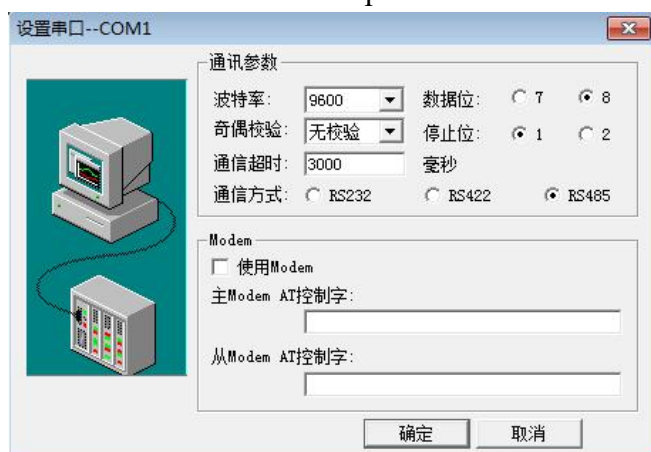 设置串口--COM1
通讯参数
波特率: 9600 数据位: 7 8
奇偶校验: 无校验 停止位: 1 2
通信超时: 3000 毫秒
通信方式: RS232 RS422 RS485
Modem
使用Modem
主Modem AT控制字:
从Modem AT控制字:
确定 取消